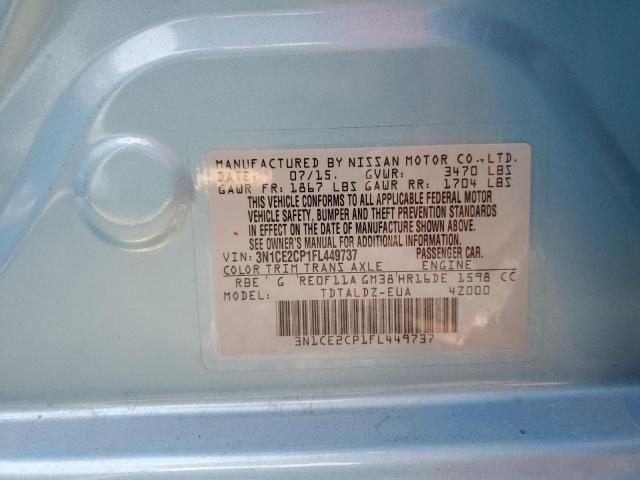 MANUFACTURED BY NISSAN MOTOR CO.,LTD.
DATE: 07/15. GVWR: 3470 LBS
GAWR FR: 1867 LBS GAWR RR: 1704 LBS
THIS VEHICLE CONFORMS TO ALL APPLICABLE FEDERAL MOTOR
VEHICLE SAFETY, BUMPER AND THEFT PREVENTION STANDARDS
IN EFFECT ON THE DATE OF MANUFACTURE SHOWN ABOVE.
SEE OWNER'S MANUAL FOR ADDITIONAL INFORMATION.
VIN: 3N1CE2CP1FL449737 PASSENGER CAR.
COLOR TRIM TRANS AXLE ENGINE
RBE G RE0F11A GM38 HR16DE 1598 CC
MODEL: TDTALDZ-EUA 4Z000
3N1CE2CP1FL449737